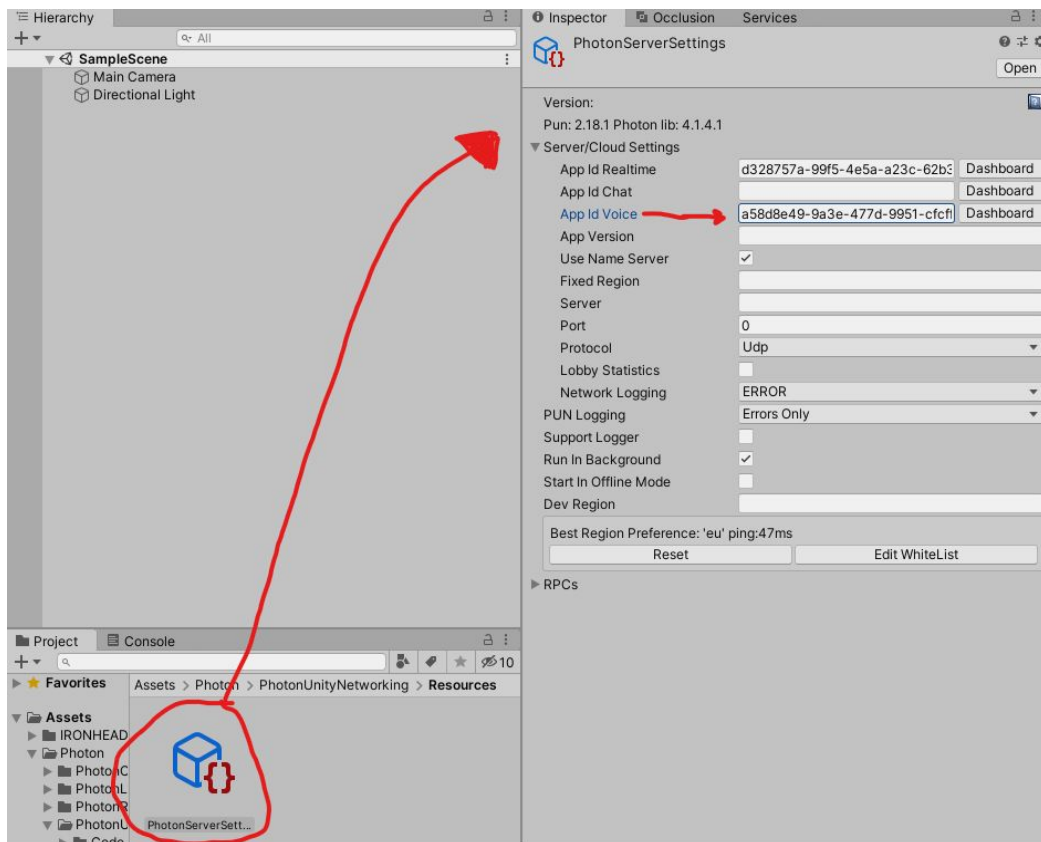 Hierarchy
All
SampleScene
Main Camera
Directional Light
Inspector
Occlusion
Services
PhotonServerSettings
Open
Version:
Pun: 2.18.1 Photon lib: 4.1.4.1
Server/Cloud Settings
App Id Realtime d328757a-99f5-4e5a-a23c-62b3 Dashboard
App Id Chat Dashboard
App Id Voice a58d8e49-9a3e-477d-9951-cfcf Dashboard
App Version
Use Name Server
Fixed Region
Server
Port 0
Protocol Udp
Lobby Statistics
Network Logging ERROR
PUN Logging Errors Only
Support Logger
Run In Background
Start In Offline Mode
Dev Region
Best Region Preference: 'eu' ping:47ms
Reset Edit WhiteList
RPCs
Project Console
10
Favorites
Assets > Photon > PhotonUnityNetworking > Resources
Assets
IRONHEAD
Photon
PhotonC
PhotonL
PhotonR
PhotonU
PhotonServerSett...
Code